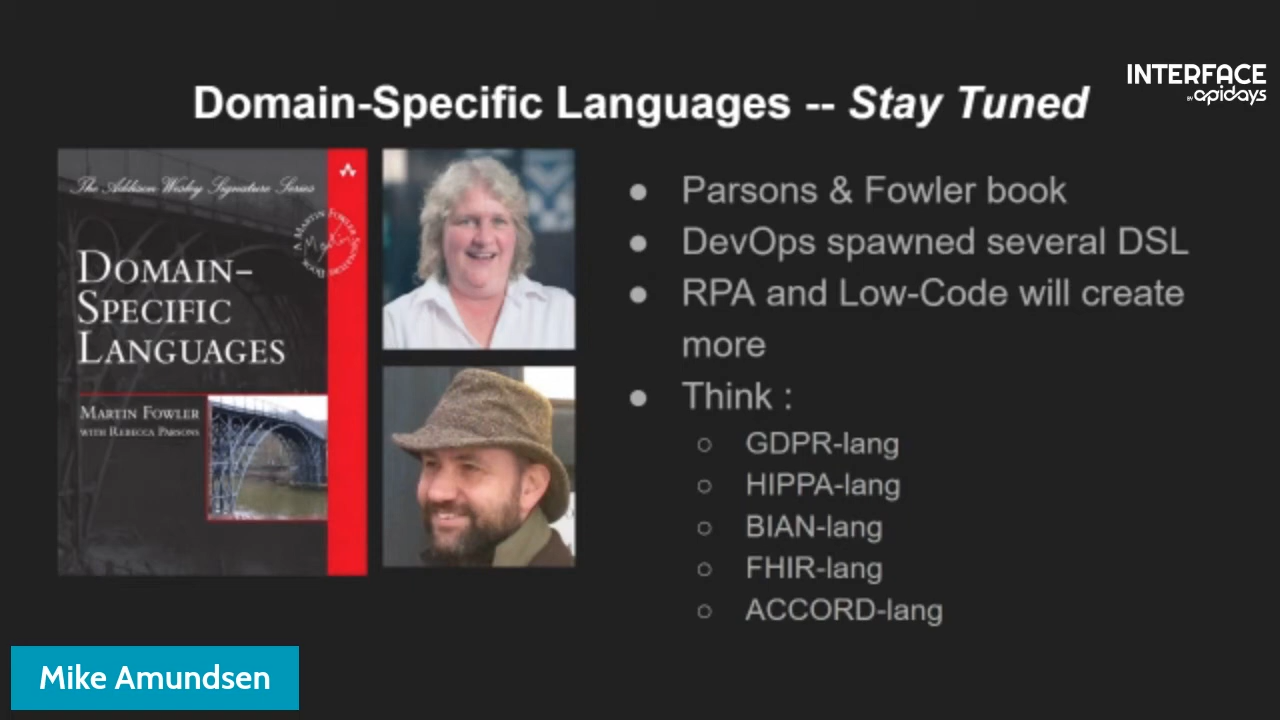 INTERFACE
BY apidays
Domain-Specific Languages -- Stay Tuned
The Addison Wesley Signature Series
A MARTIN FOWLER SIGNATURE BOOK
Martin
DOMAIN-
SPECIFIC
LANGUAGES
MARTIN FOWLER
WITH REBECCA PARSONS
● Parsons & Fowler book
● DevOps spawned several DSL
● RPA and Low-Code will create
more
● Think :
○ GDPR-lang
○ HIPPA-lang
○ BIAN-lang
○ FHIR-lang
○ ACCORD-lang
Mike Amundsen